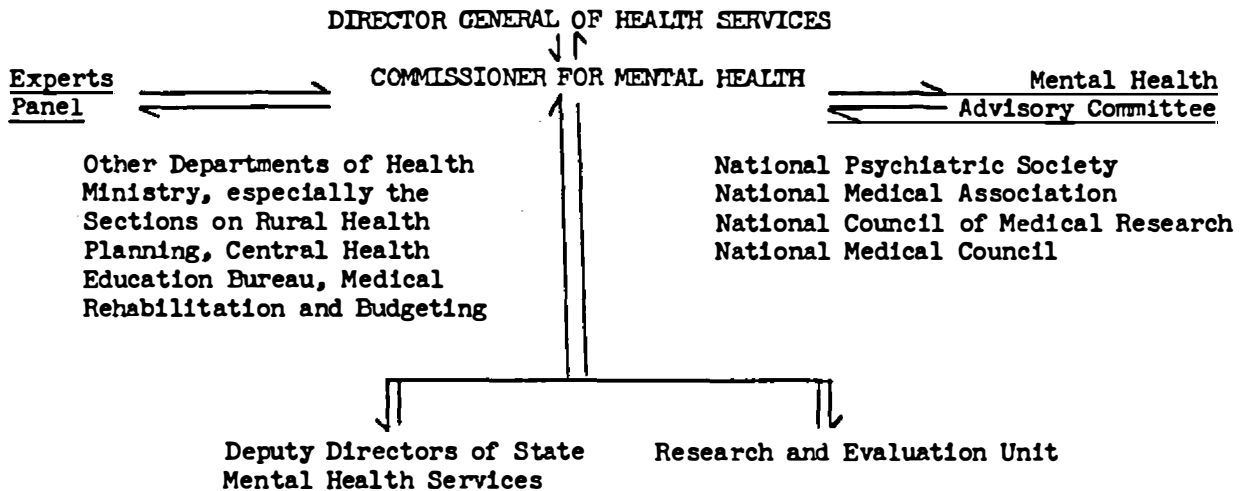 DIRECTOR GENERAL OF HEALTH SERVICES
Experts
Panel
COMMISSIONER FOR MENTAL HEALTH
Mental Health
Advisory Committee
Other Departments of Health
Ministry, especially the
Sections on Rural Health
Planning, Central Health
Education Bureau, Medical
Rehabilitation and Budgeting
National Psychiatric Society
National Medical Association
National Council of Medical Research
National Medical Council
Deputy Directors of State
Mental Health Services
Research and Evaluation Unit